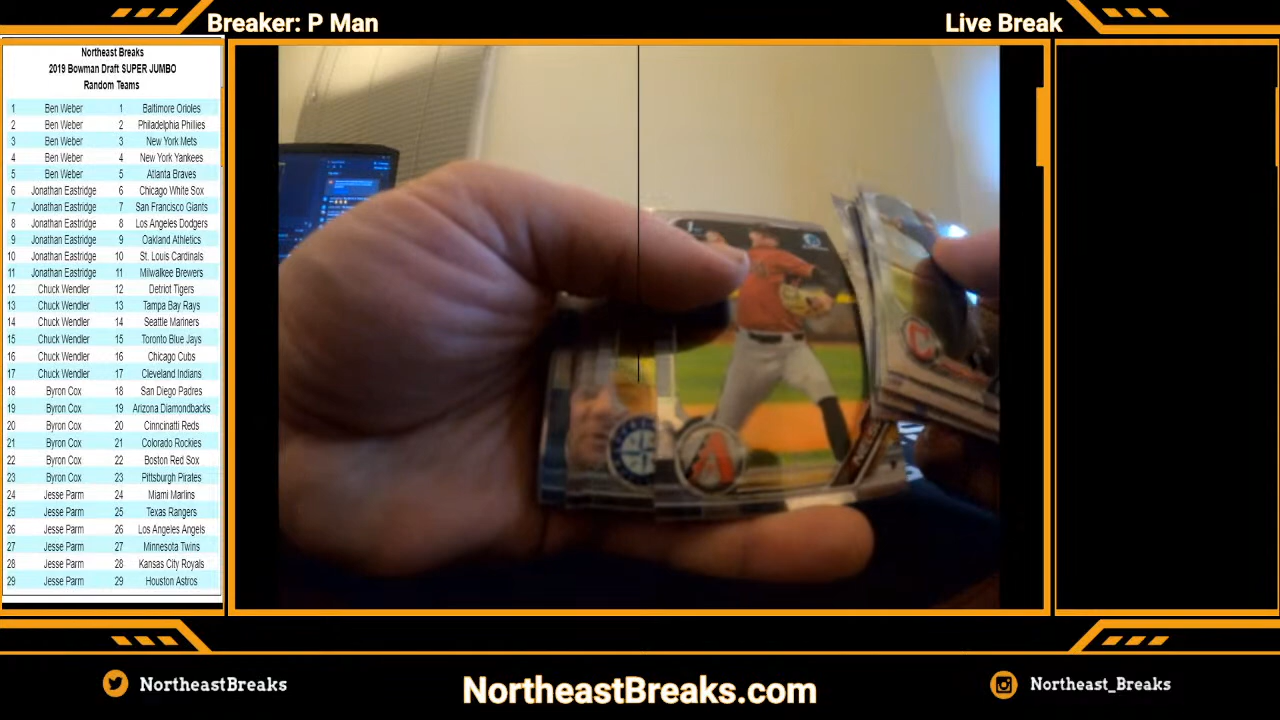 Breaker: P Man
Live Break
Northeast Breaks
2019 Bowman Draft SUPER JUMBO
Random Teams
1 Ben Weber 1 Baltimore Orioles
2 Ben Weber 2 Philadelphia Phillies
3 Ben Weber 3 New York Mets
4 Ben Weber 4 New York Yankees
5 Ben Weber 5 Atlanta Braves
6 Jonathan Eastridge 6 Chicago White Sox
7 Jonathan Eastridge 7 San Francisco Giants
8 Jonathan Eastridge 8 Los Angeles Dodgers
9 Jonathan Eastridge 9 Oakland Athletics
10 Jonathan Eastridge 10 St. Louis Cardinals
11 Jonathan Eastridge 11 Milwalkee Brewers
12 Chuck Wendler 12 Detriot Tigers
13 Chuck Wendler 13 Tampa Bay Rays
14 Chuck Wendler 14 Seattle Mariners
15 Chuck Wendler 15 Toronto Blue Jays
16 Chuck Wendler 16 Chicago Cubs
17 Chuck Wendler 17 Cleveland Indians
18 Byron Cox 18 San Diego Padres
19 Byron Cox 19 Arizona Diamondbacks
20 Byron Cox 20 Cinncinati Reds
21 Byron Cox 21 Colorado Rockies
22 Byron Cox 22 Boston Red Sox
23 Byron Cox 23 Pittsburgh Pirates
24 Jesse Parm 24 Miami Marlins
25 Jesse Parm 25 Texas Rangers
26 Jesse Parm 26 Los Angeles Angels
27 Jesse Parm 27 Minnesota Twins
28 Jesse Parm 28 Kansas City Royals
29 Jesse Parm 29 Houston Astros
NortheastBreaks
NortheastBreaks.com
Northeast_Breaks